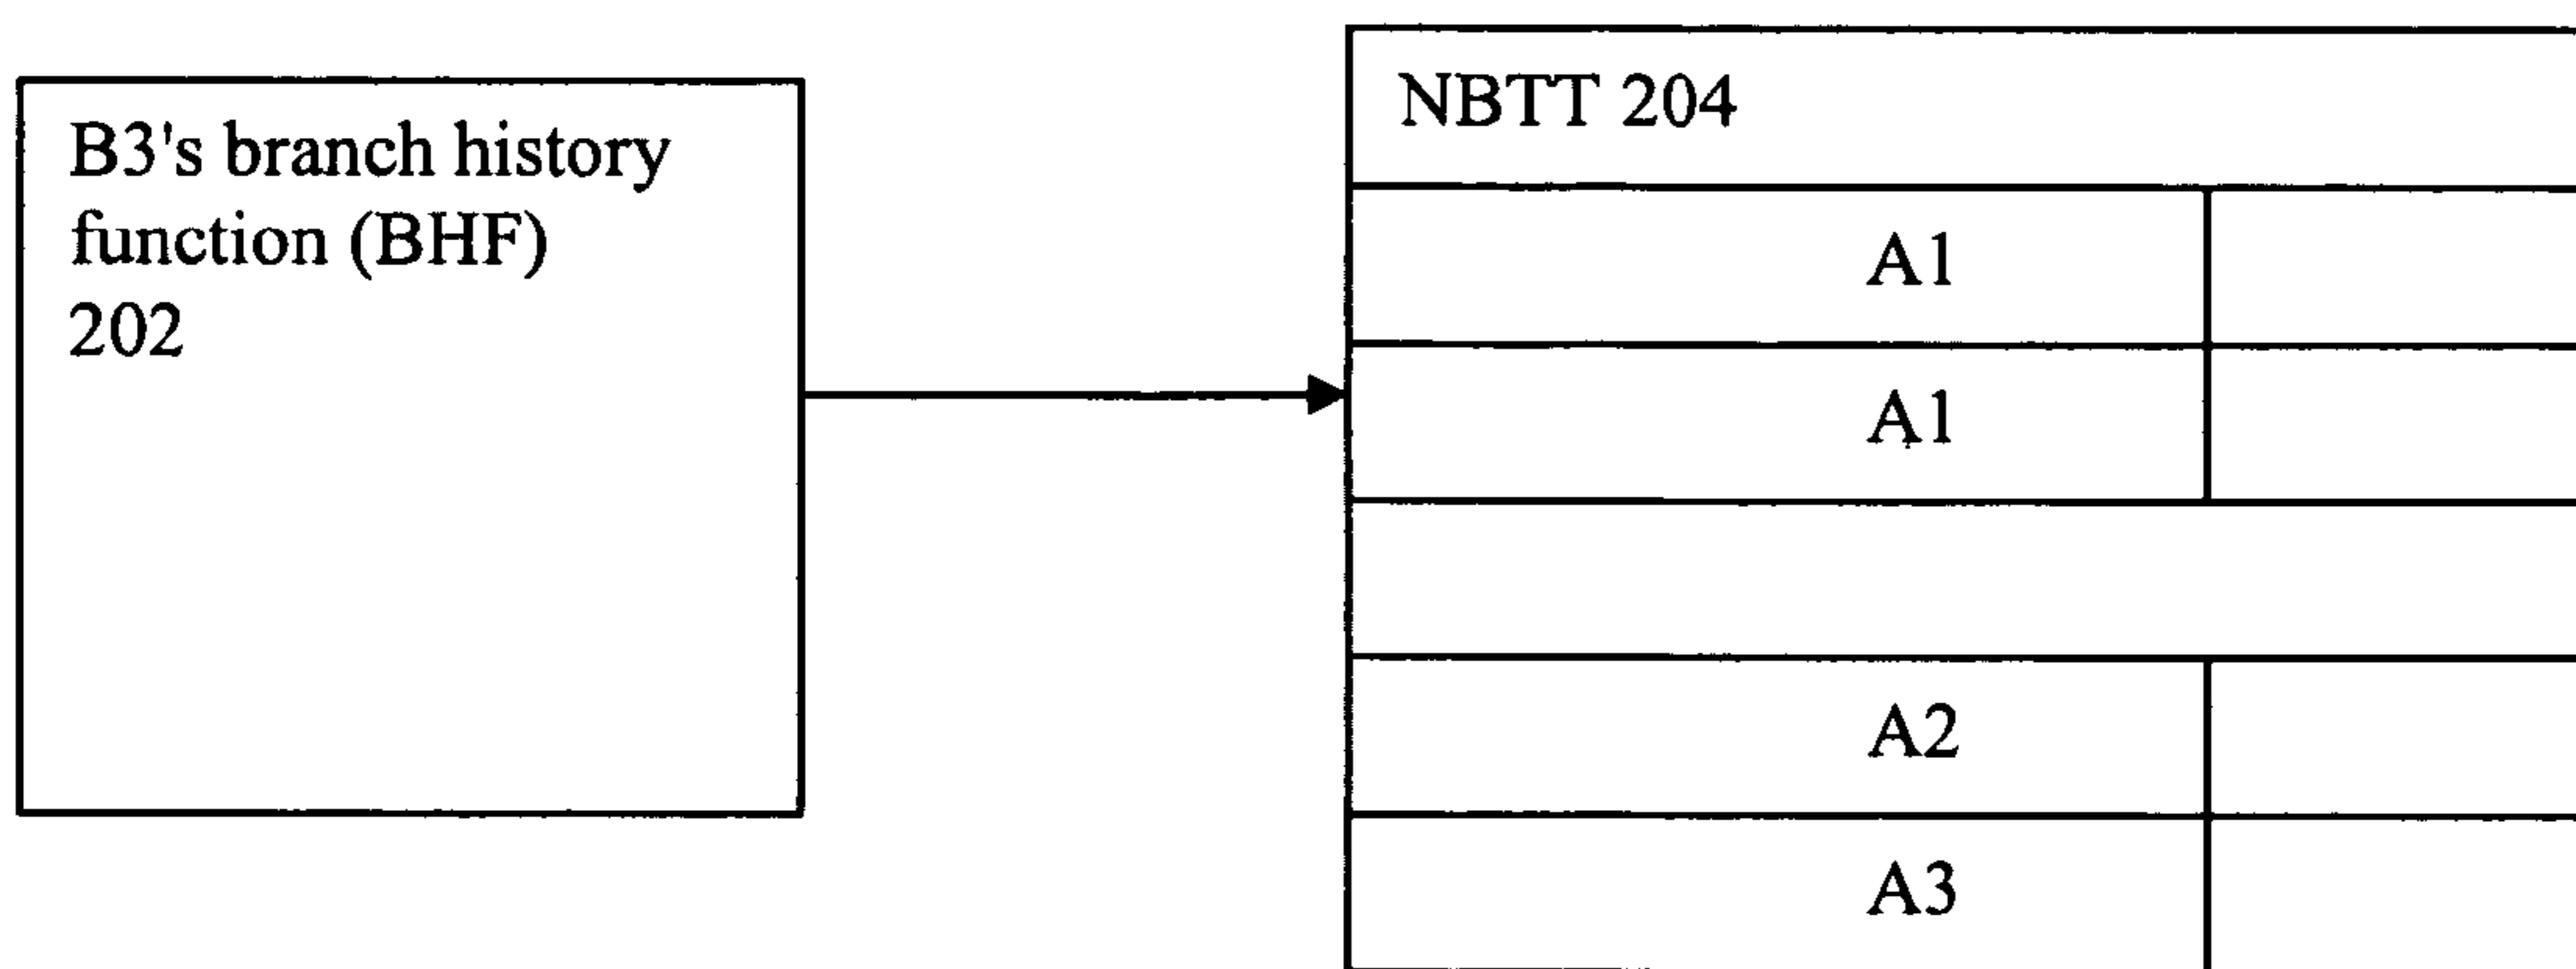 B3's branch history
function (BHF)
202
NBTT 204
A1
A1
A2
A3